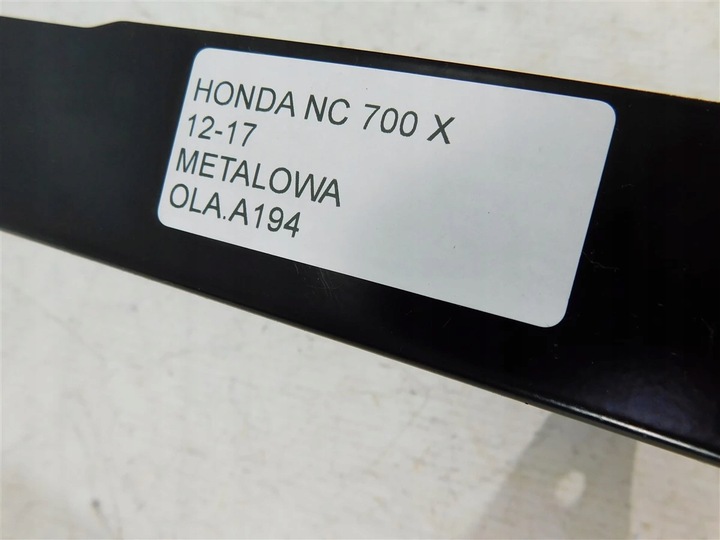 HONDA NC 700 X
12-17
METALOWA
OLA.A194